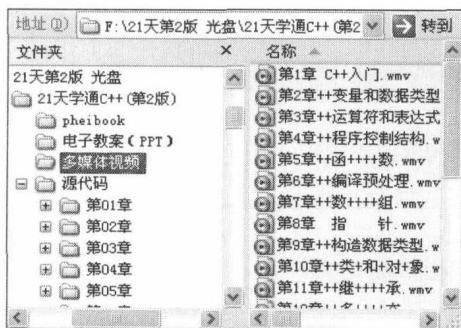 地址(D) F:\21天第2版 光盘\21天学通C++(第2 转到
文件夹 ×
21天第2版 光盘
21天学通C++(第2版)
pheibook
电子教案(PPT)
多媒体视频
源代码
第01章
第02章
第03章
第04章
第05章
名称
第1章 C++入门.wmv
第2章++变量和数据类型
第3章++运算符和表达式
第4章++程序控制结构.w
第5章++函++++数.wmv
第6章++编译预处理.wmv
第7章++数++++组.wmv
第8章 指 针.wmv
第9章++构造数据类型.w
第10章++类+和+对+象.w
第11章++继++++承.wmv